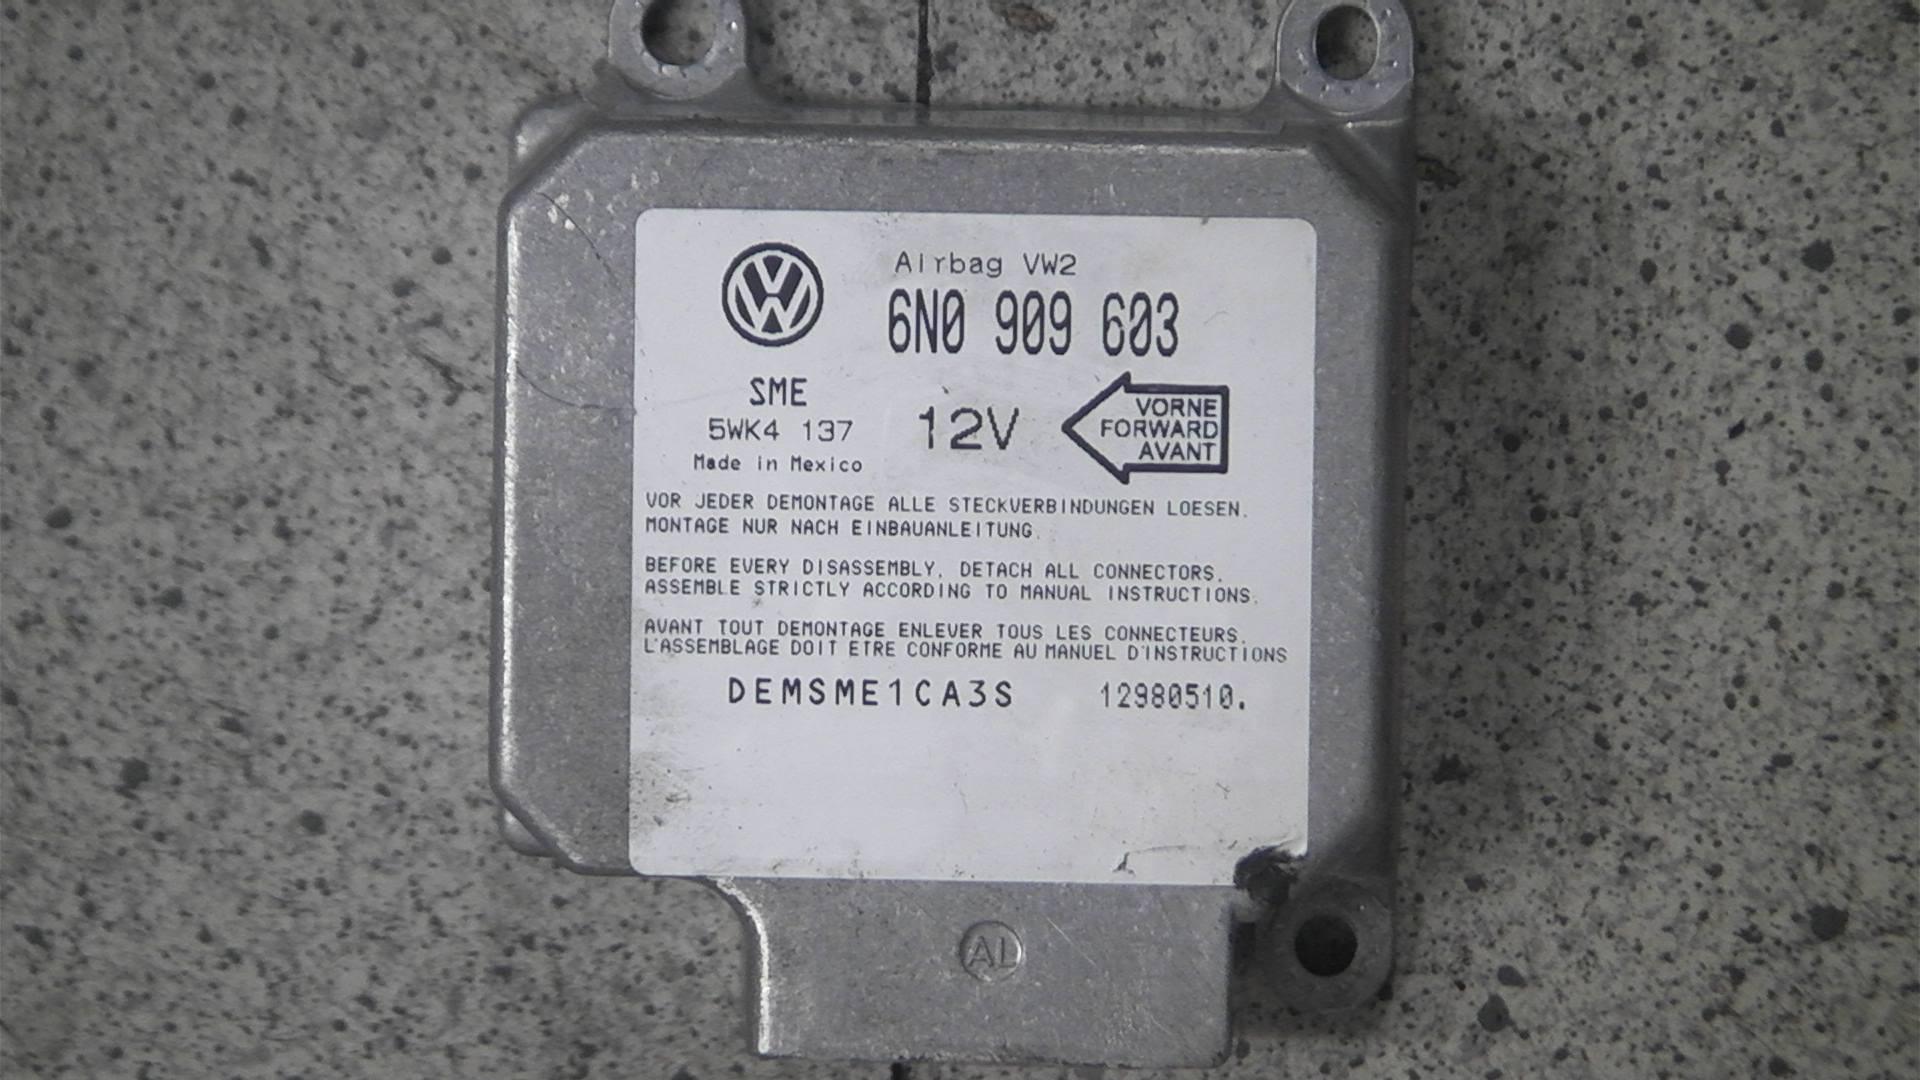 Airbag VW2
6N0 909 603
SME
5WK4 137
Made in Mexico
12V
VORNE
FORWARD
AVANT
VOR JEDER DEMONTAGE ALLE STECKVERBINDUNGEN LOESEN.
MONTAGE NUR NACH EINBAUANLEITUNG.
BEFORE EVERY DISASSEMBLY, DETACH ALL CONNECTORS.
ASSEMBLE STRICTLY ACCORDING TO MANUAL INSTRUCTIONS.
AVANT TOUT DEMONTAGE ENLEVER TOUS LES CONNECTEURS.
L'ASSEMBLAGE DOIT ETRE CONFORME AU MANUEL D'INSTRUCTIONS
DEMSME1CA3S 12980510.
AL